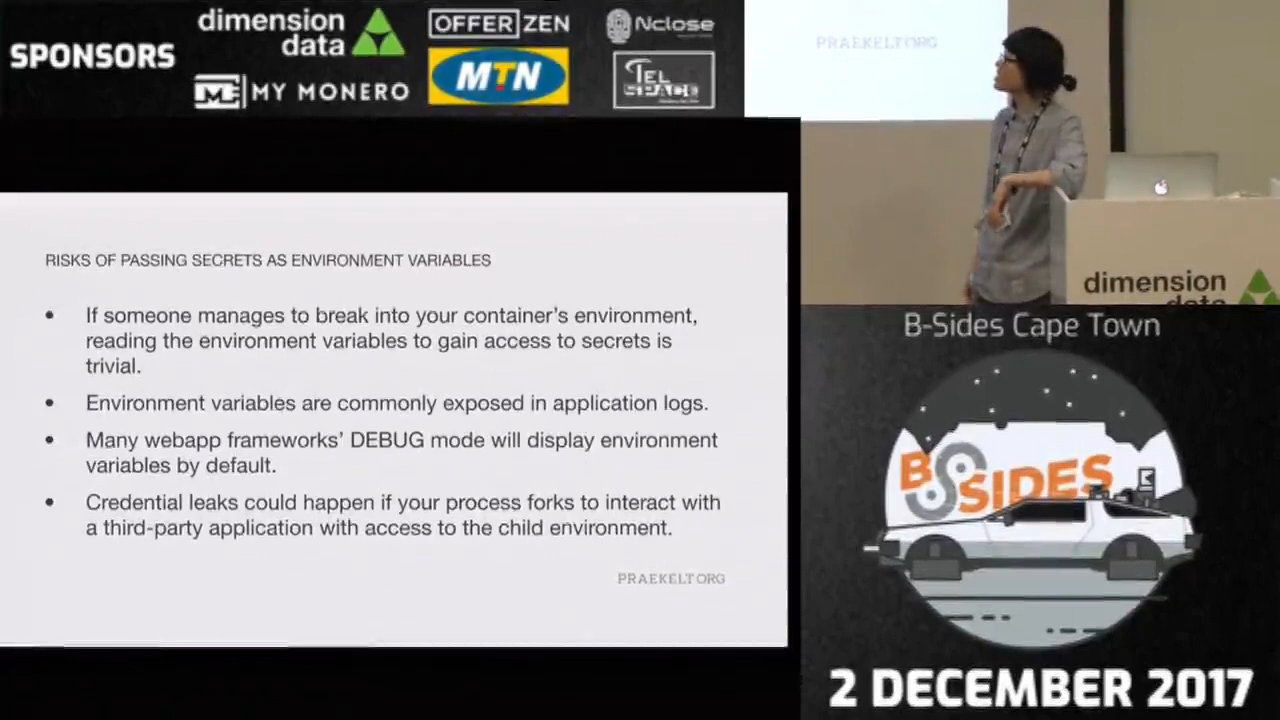 SPONSORS
dimension
data
OFFERZEN
Nclose
MY MONERO
MTN
TEL
SPACE
PRAEKELT.ORG
RISKS OF PASSING SECRETS AS ENVIRONMENT VARIABLES
• If someone manages to break into your container’s environment,
reading the environment variables to gain access to secrets is
trivial.
• Environment variables are commonly exposed in application logs.
• Many webapp frameworks’ DEBUG mode will display environment
variables by default.
• Credential leaks could happen if your process forks to interact with
a third-party application with access to the child environment.
PRAEKELT.ORG
dimension
data
B-Sides Cape Town
BSIDES
2 DECEMBER 2017